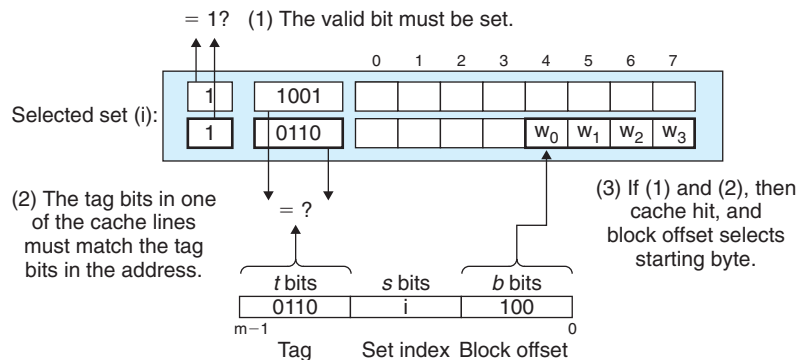 = 1? (1) The valid bit must be set.
0 1 2 3 4 5 6 7
1 1001
Selected set (i):
1 0110 w0 w1 w2 w3
(2) The tag bits in one
of the cache lines
must match the tag
bits in the address.
= ?
(3) If (1) and (2), then
cache hit, and
block offset selects
starting byte.
t bits s bits b bits
0110 i 100
m−1 0
Tag Set index Block offset